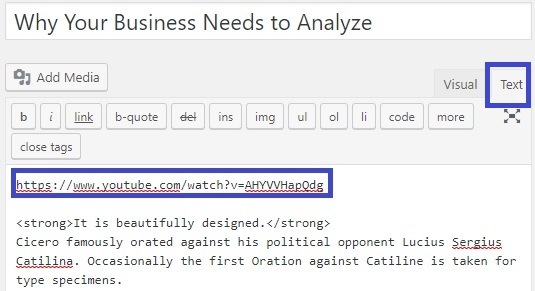 Why Your Business Needs to Analyze
Add Media
Visual
Text
b
i
link
b-quote
del
ins
img
ul
ol
li
code
more
close tags
https://www.youtube.com/watch?v=AHYVVHapQdg
<strong>It is beautifully designed.</strong>
Cicero famously orated against his political opponent Lucius Sergius
Catilina. Occasionally the first Oration against Catiline is taken for
type specimens.